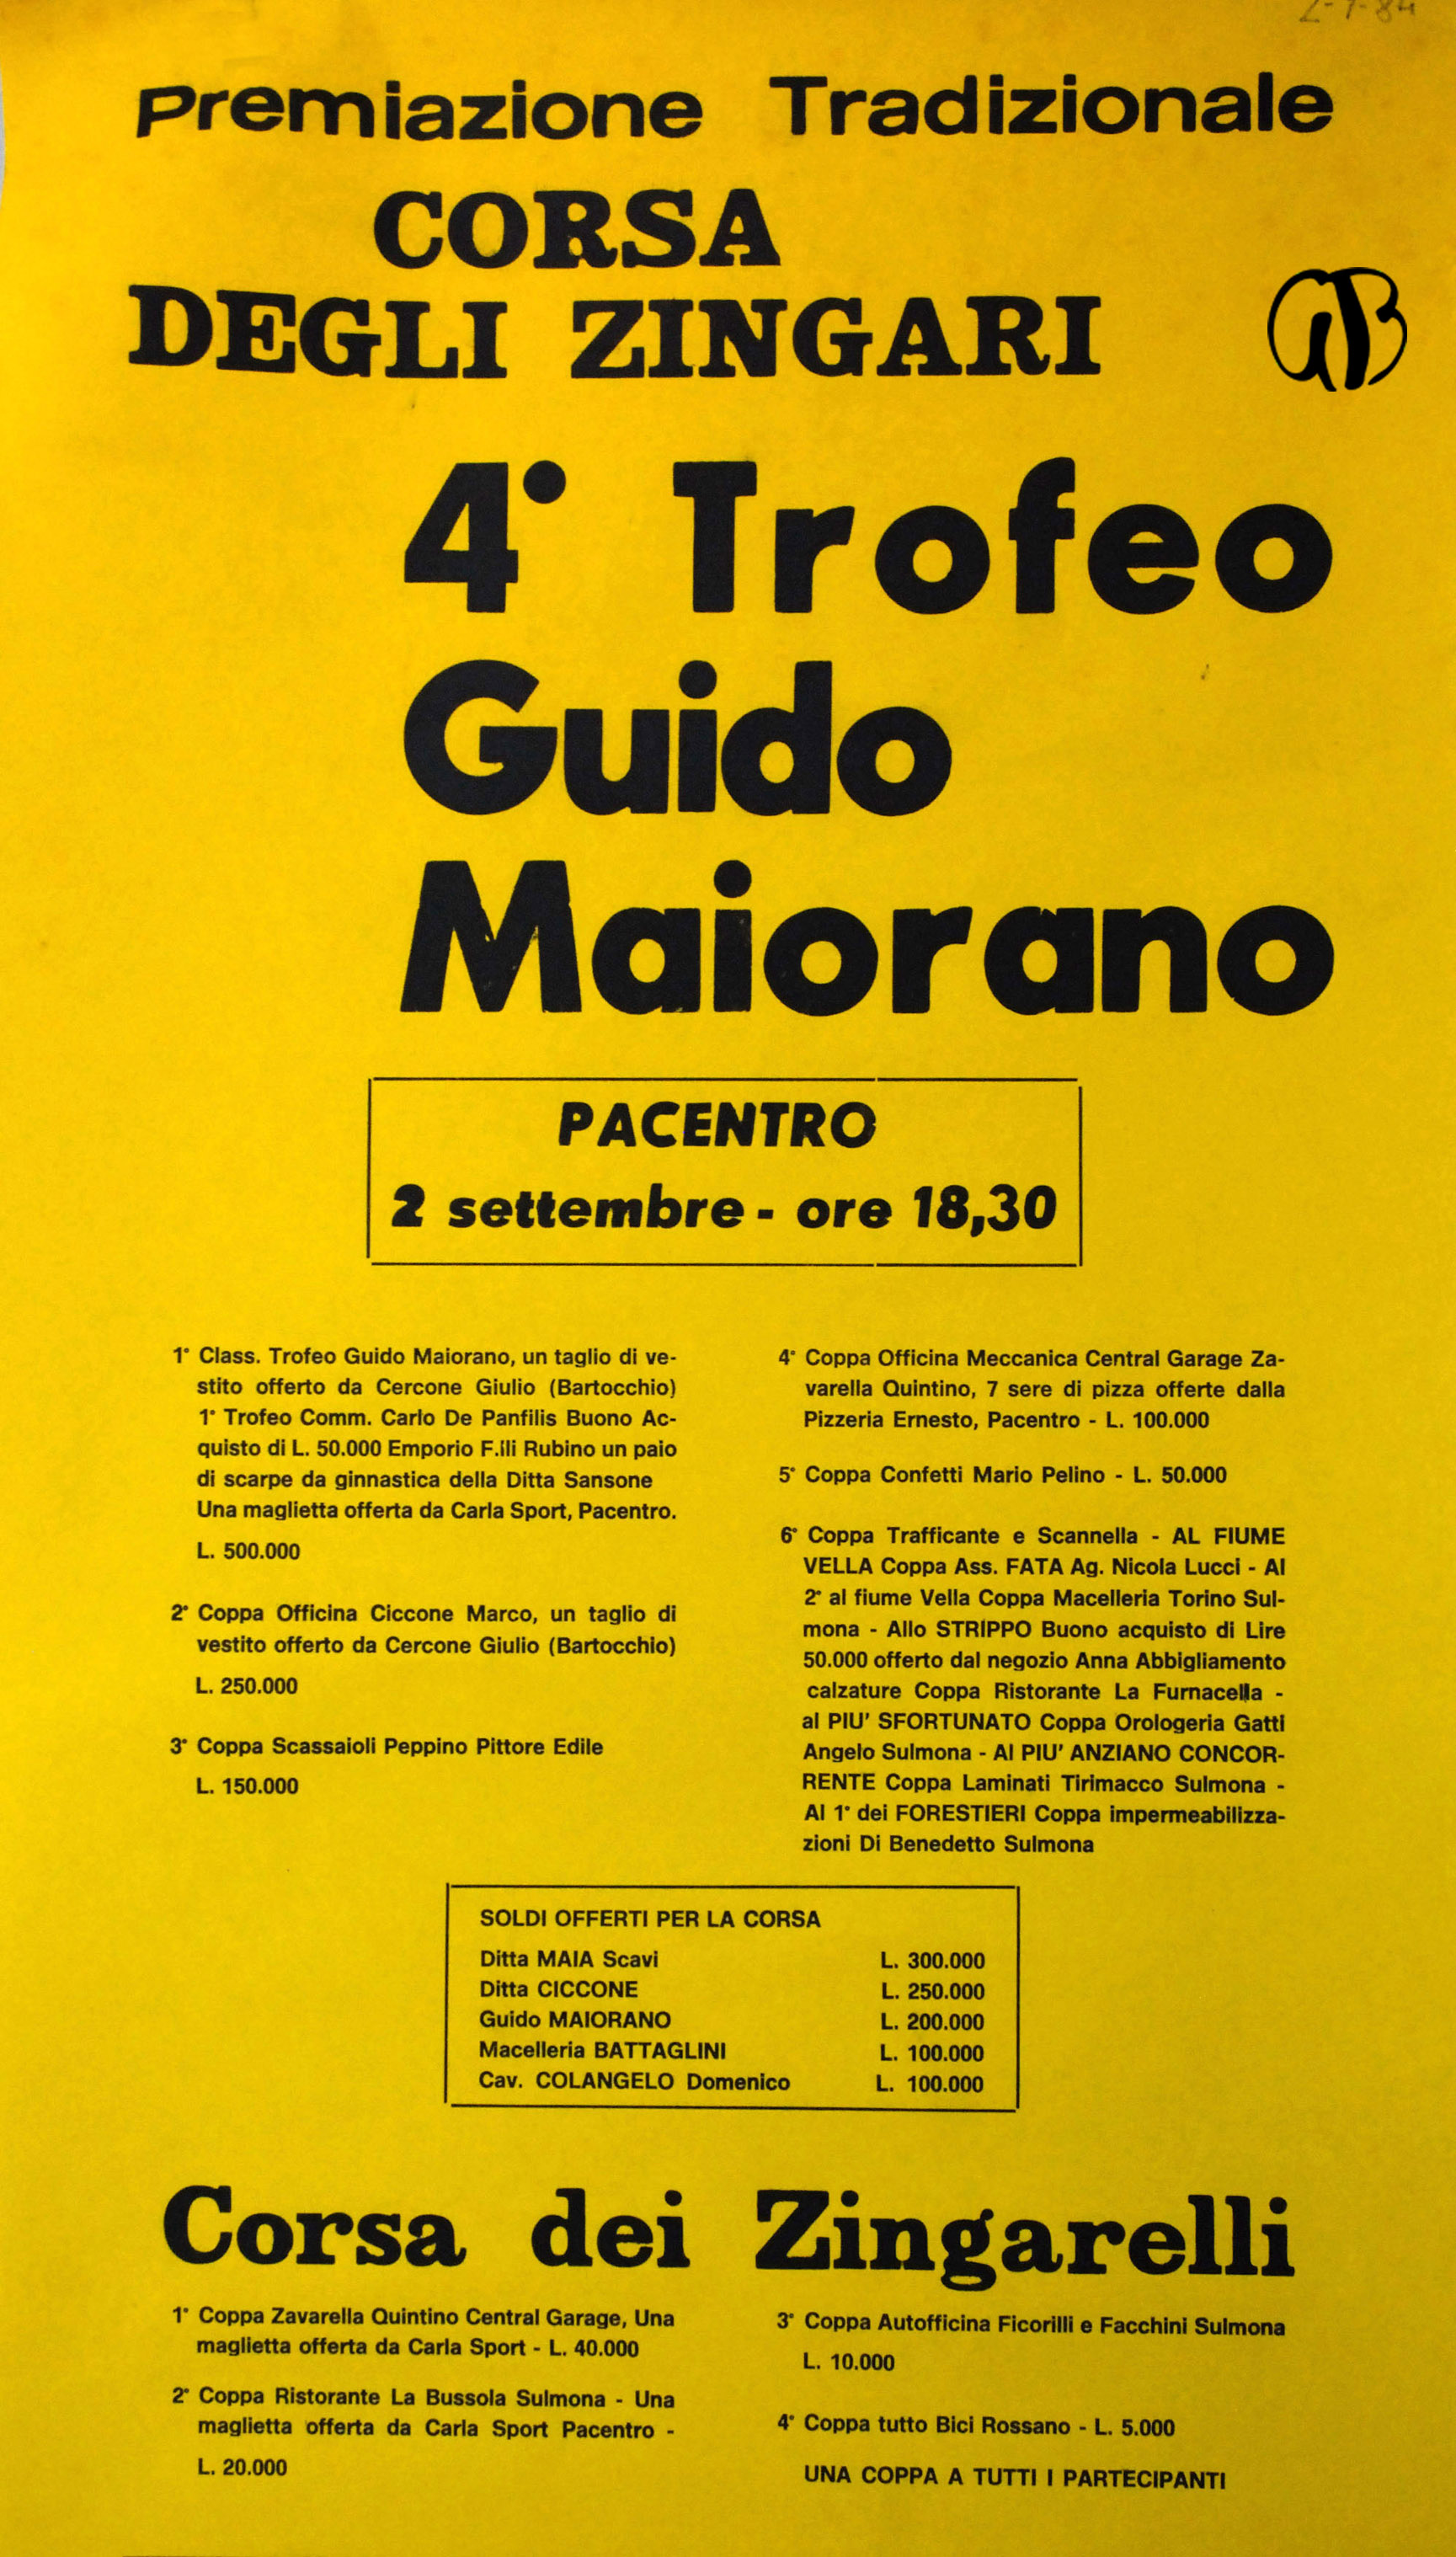 Premiazione Tradizionale
CORSA
DEGLI ZINGARI
4° Trofeo
Guido
Maiorano
PACENTRO
2 settembre - ore 18,30
1° Class. Trofeo Guido Maiorano, un taglio di ve-
stito offerto da Cercone Giulio (Bartocchio)
1° Trofeo Comm. Carlo De Panfilis Buono Ac-
quisto di L. 50.000 Emporio F.lli Rubino un paio
di scarpe da ginnastica della Ditta Sansone
Una maglietta offerta da Carla Sport, Pacentro.
L. 500.000
2° Coppa Officina Ciccone Marco, un taglio di
vestito offerto da Cercone Giulio (Bartocchio)
L. 250.000
3° Coppa Scassaioli Peppino Pittore Edile
L. 150.000
4° Coppa Officina Meccanica Central Garage Za-
varella Quintino, 7 sere di pizza offerte dalla
Pizzeria Ernesto, Pacentro - L. 100.000
5° Coppa Confetti Mario Pelino - L. 50.000
6° Coppa Trafficante e Scannella - AL FIUME
VELLA Coppa Ass. FATA Ag. Nicola Lucci - Al
2° al fiume Vella Coppa Macelleria Torino Sul-
mona - Allo STRIPPO Buono acquisto di Lire
50.000 offerto dal negozio Anna Abbigliamento
calzature Coppa Ristorante La Furnacella -
al PIU' SFORTUNATO Coppa Orologeria Gatti
Angelo Sulmona - Al PIU' ANZIANO CONCOR-
RENTE Coppa Laminati Tirimacco Sulmona -
Al 1° dei FORESTIERI Coppa impermeabilizza-
zioni Di Benedetto Sulmona
SOLDI OFFERTI PER LA CORSA
Ditta MAIA Scavi L. 300.000
Ditta CICCONE L. 250.000
Guido MAIORANO L. 200.000
Macelleria BATTAGLINI L. 100.000
Cav. COLANGELO Domenico L. 100.000
Corsa dei Zingarelli
1° Coppa Zavarella Quintino Central Garage, Una
maglietta offerta da Carla Sport - L. 40.000
2° Coppa Ristorante La Bussola Sulmona - Una
maglietta offerta da Carla Sport Pacentro -
L. 20.000
3° Coppa Autofficina Ficorilli e Facchini Sulmona
L. 10.000
4° Coppa tutto Bici Rossano - L. 5.000
UNA COPPA A TUTTI I PARTECIPANTI